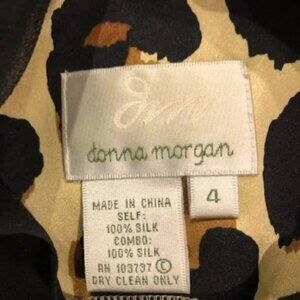 dm
donna morgan
4
MADE IN CHINA
SELF:
100% SILK
COMBO:
100% SILK
RN 103737 C
DRY CLEAN ONLY